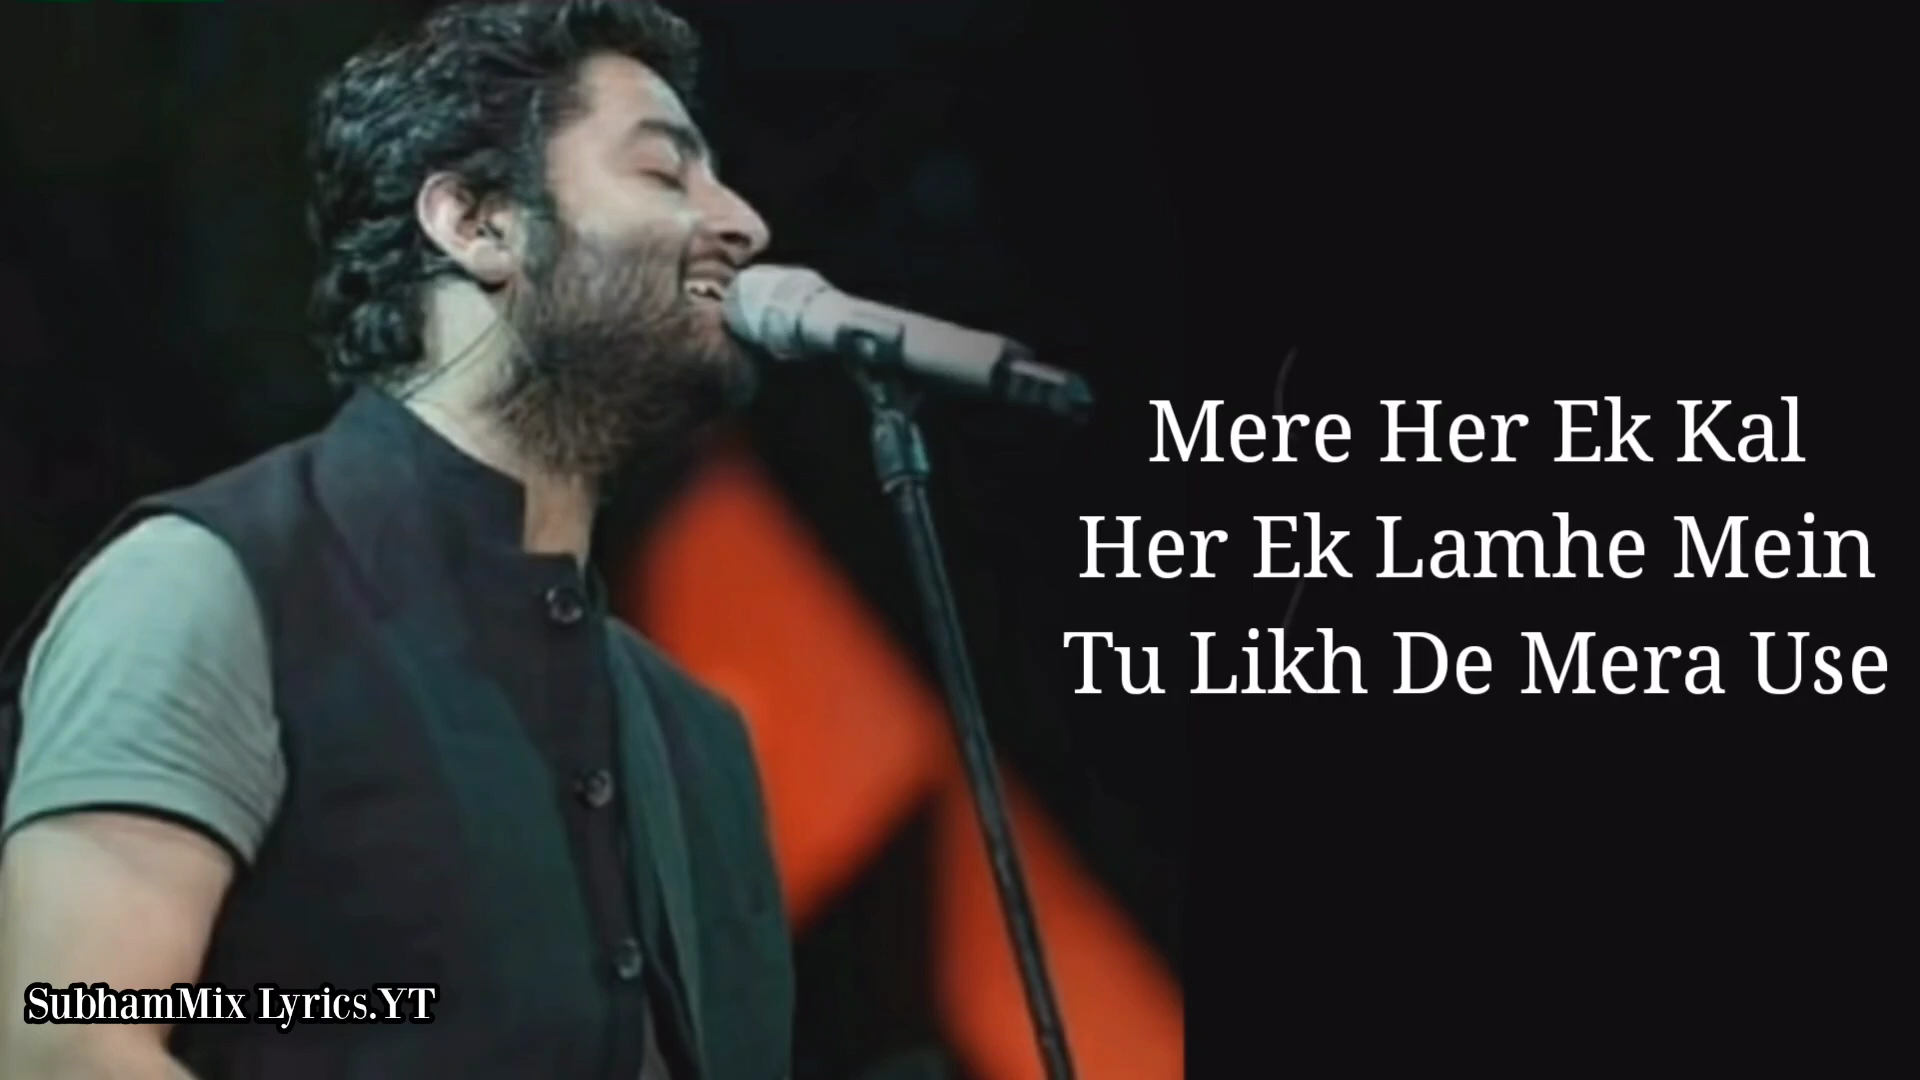 Mere Her Ek Kal
Her Ek Lamhe Mein
Tu Likh De Mera Use
SubhamMix Lyrics.YT